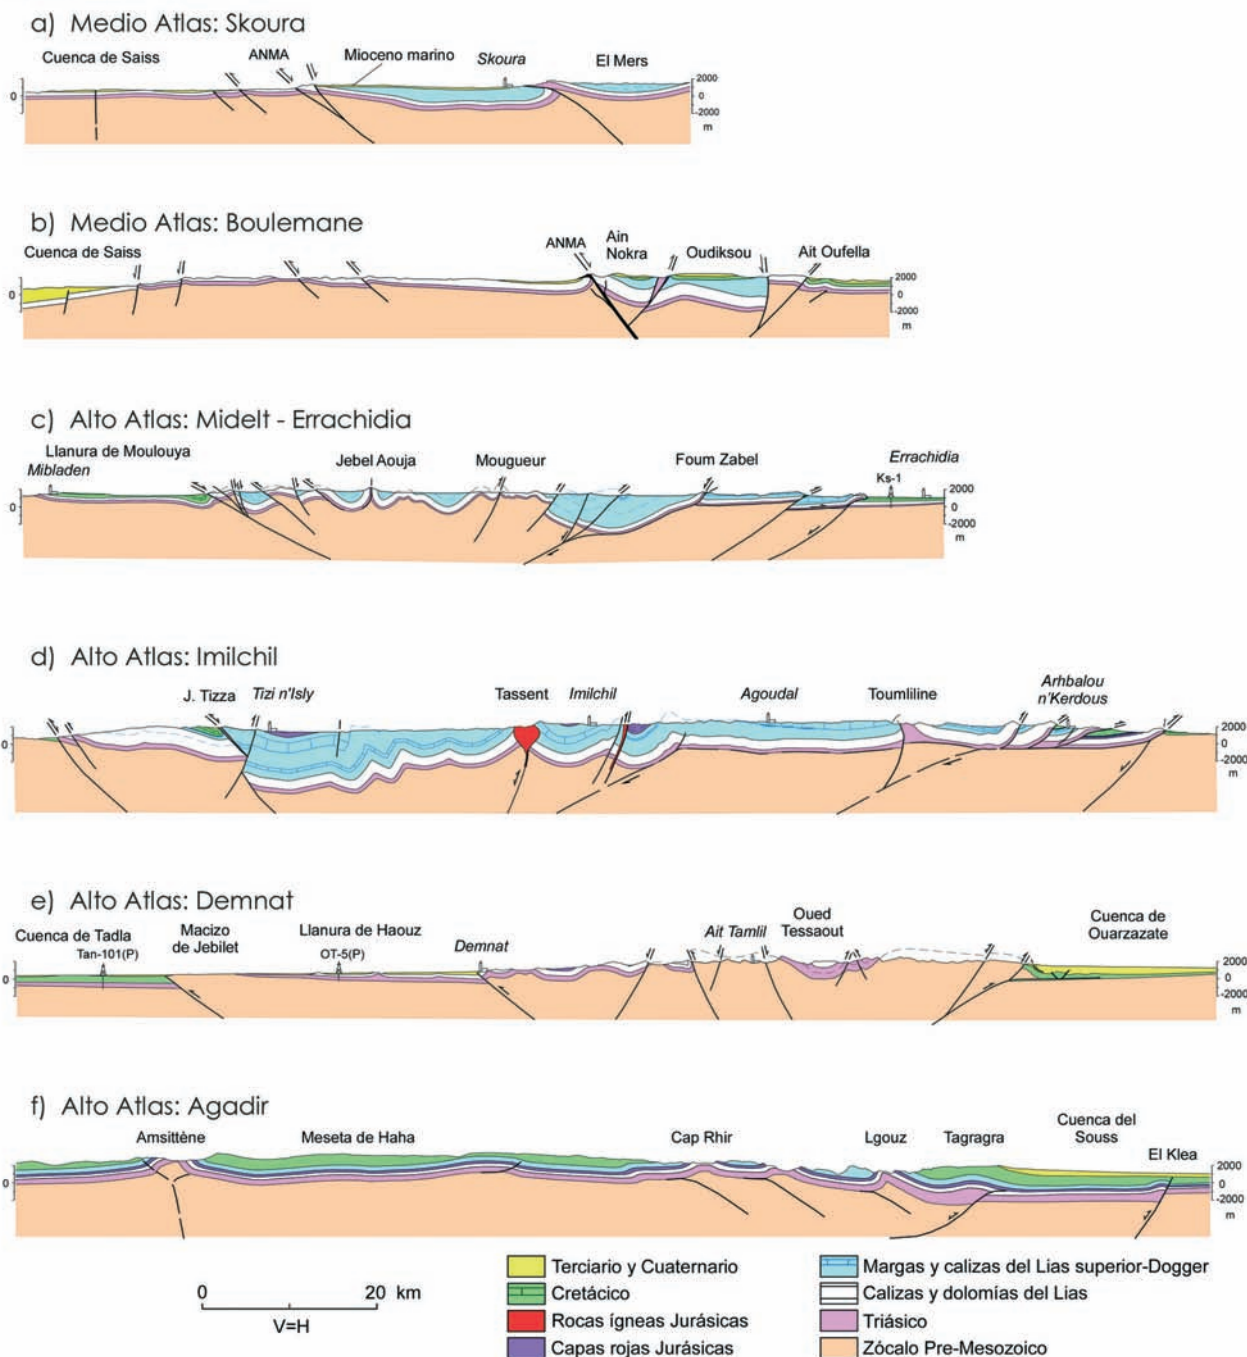 a) Medio Atlas: Skoura
Cuenca de Saiss
ANMA
Mioceno marino
Skoura
El Mers
0
2000
0
-2000
m
b) Medio Atlas: Boulemane
Cuenca de Saiss
ANMA
Ain
Nokra
Oudiksou
Ait Oufella
0
2000
0
-2000
m
c) Alto Atlas: Midelt - Errachidia
Llanura de Moulouya
Mibladen
Jebel Aouja
Mougueur
Foum Zabel
Errachidia
Ks-1
0
2000
0
-2000
m
d) Alto Atlas: Imilchil
J. Tizza
Tizi n'Isly
Tassent
Imilchil
Agoudal
Toumliline
Arhbalou
n'Kerdous
0
2000
0
-2000
m
e) Alto Atlas: Demnat
Cuenca de Tadla
Tan-101(P)
Macizo
de Jebilet
Llanura de Haouz
OT-5(P)
Demnat
Ait Tamlil
Oued
Tessaout
Cuenca de
Ouarzazate
0
2000
0
-2000
m
f) Alto Atlas: Agadir
Amsittène
Meseta de Haha
Cap Rhir
Lgouz
Tagragra
Cuenca del
Souss
El Klea
0
2000
0
-2000
m
0 20 km
V=H
Terciario y Cuaternario
Cretácico
Rocas ígneas Jurásicas
Capas rojas Jurásicas
Margas y calizas del Lias superior-Dogger
Calizas y dolomías del Lias
Triásico
Zócalo Pre-Mesozoico